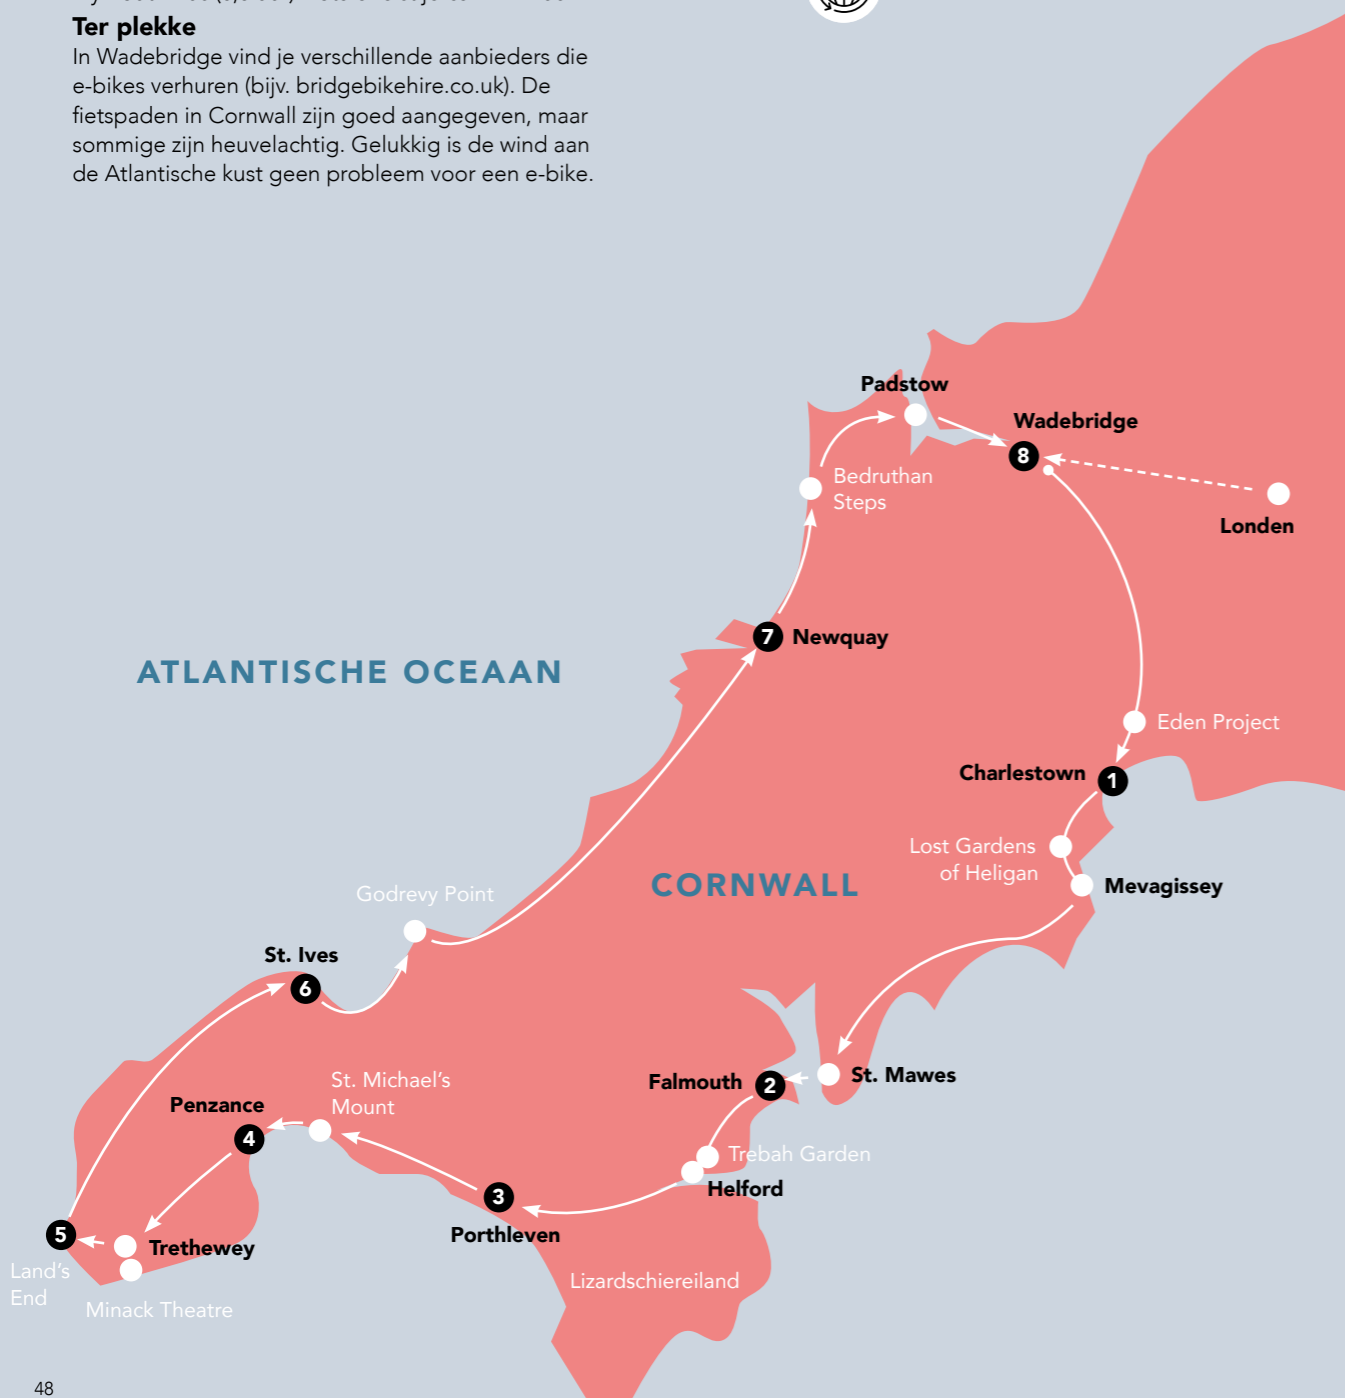 Ter plekke
In Wadebridge vind je verschillende aanbieders die
e-bikes verhuren (bijv. bridgebikehire.co.uk). De
fietspaden in Cornwall zijn goed aangegeven, maar
sommige zijn heuvelachtig. Gelukkig is de wind aan
de Atlantische kust geen probleem voor een e-bike.
Padstow
Wadebridge
8
Bedruthan
Steps
Londen
7 Newquay
ATLANTISCHE OCEAAN
Eden Project
Charlestown 1
Lost Gardens
of Heligan
CORNWALL
Mevagissey
Godrevy Point
St. Ives
6
St. Michael's
Mount
Falmouth 2
St. Mawes
Penzance
4
Trebah Garden
Helford
3
Porthleven
5
Trethewey
Land's
End
Lizardschiereiland
Minack Theatre
48